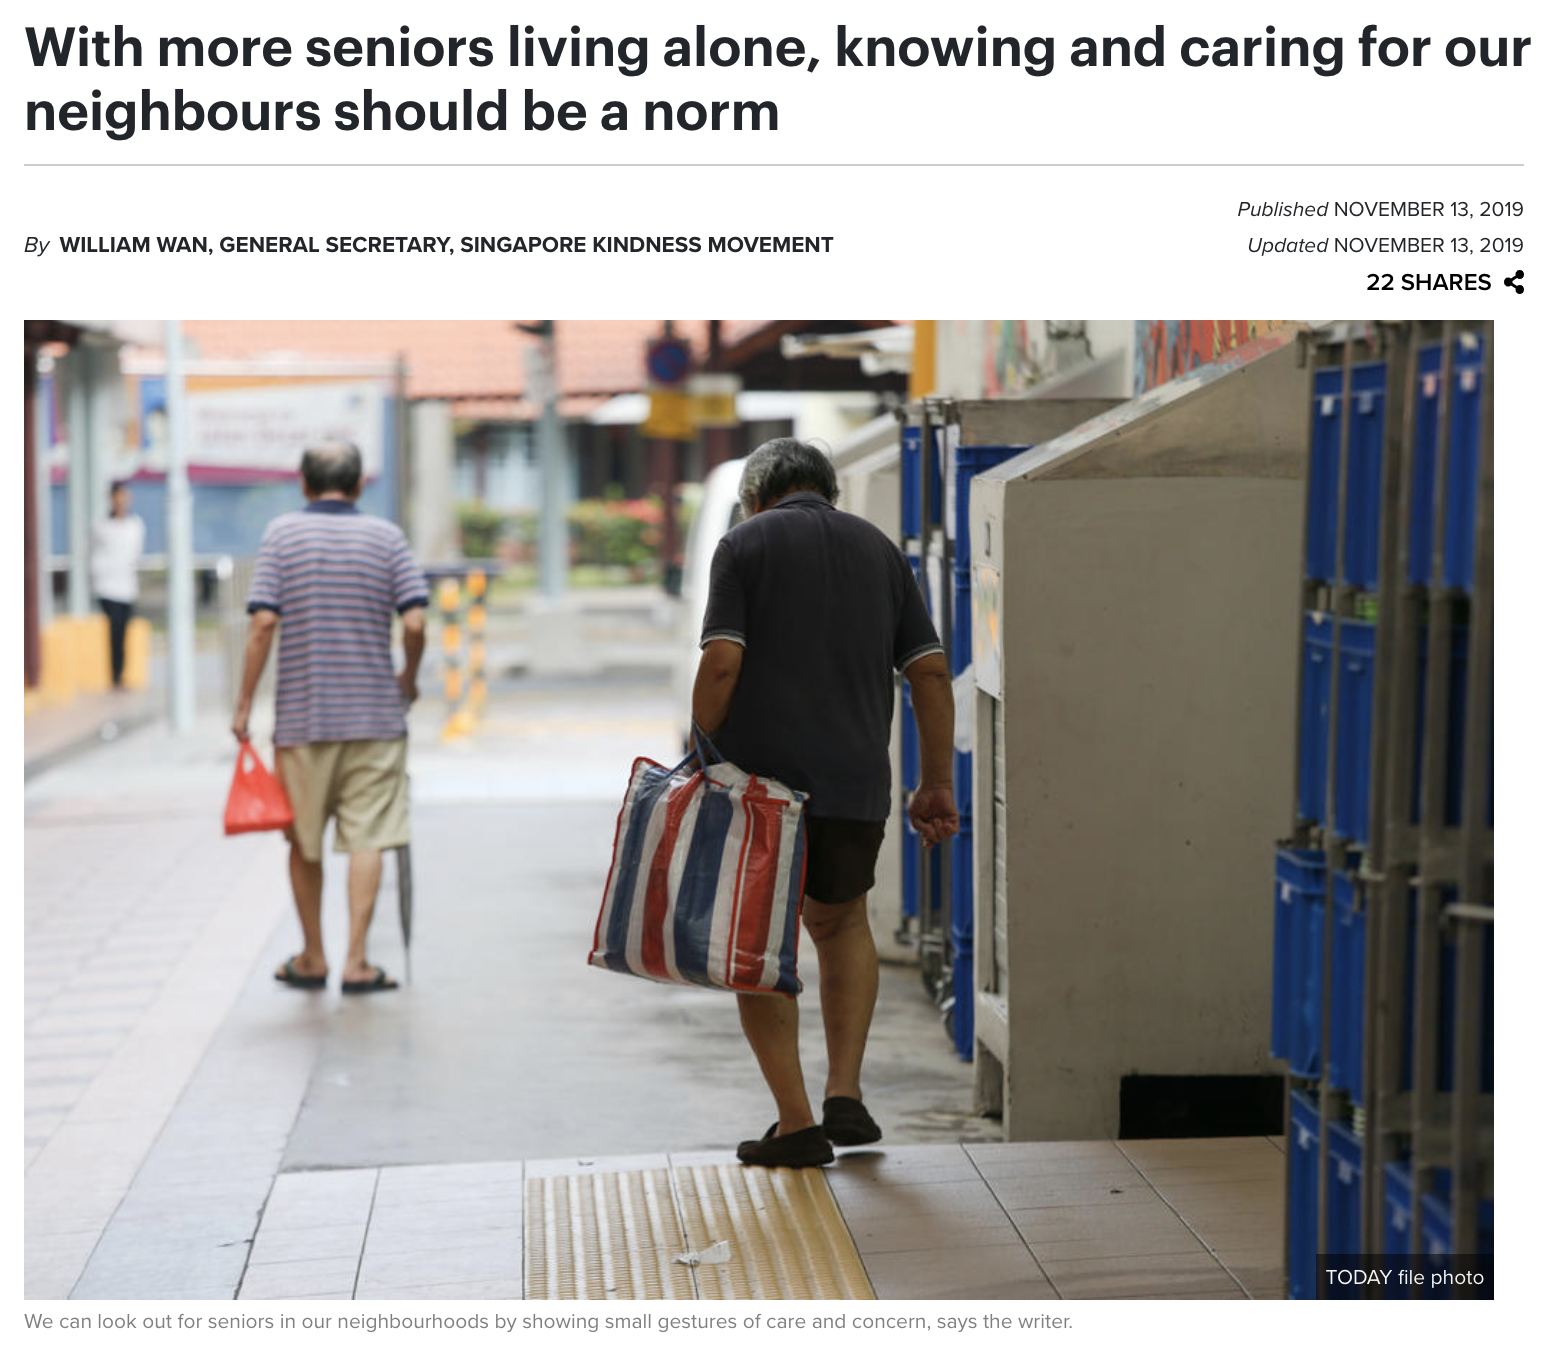 With more seniors living alone, knowing and caring for our
neighbours should be a norm
Published NOVEMBER 13, 2019
By WILLIAM WAN, GENERAL SECRETARY, SINGAPORE KINDNESS MOVEMENT
Updated NOVEMBER 13, 2019
22 SHARES
TODAY file photo
We can look out for seniors in our neighbourhoods by showing small gestures of care and concern, says the writer.